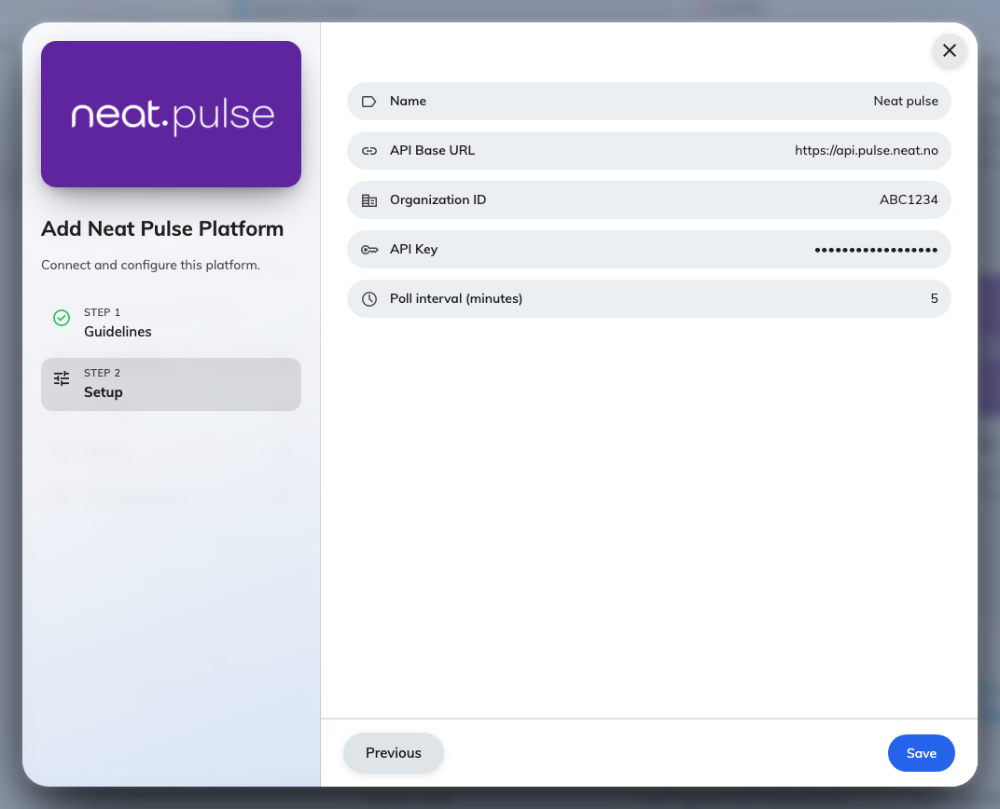 neat.pulse
Add Neat Pulse Platform
Connect and configure this platform.
STEP 1
Guidelines
STEP 2
Setup
Name Neat pulse
API Base URL https://api.pulse.neat.no
Organization ID ABC1234
API Key ••••••••••••••••••
Poll interval (minutes) 5
Previous Save